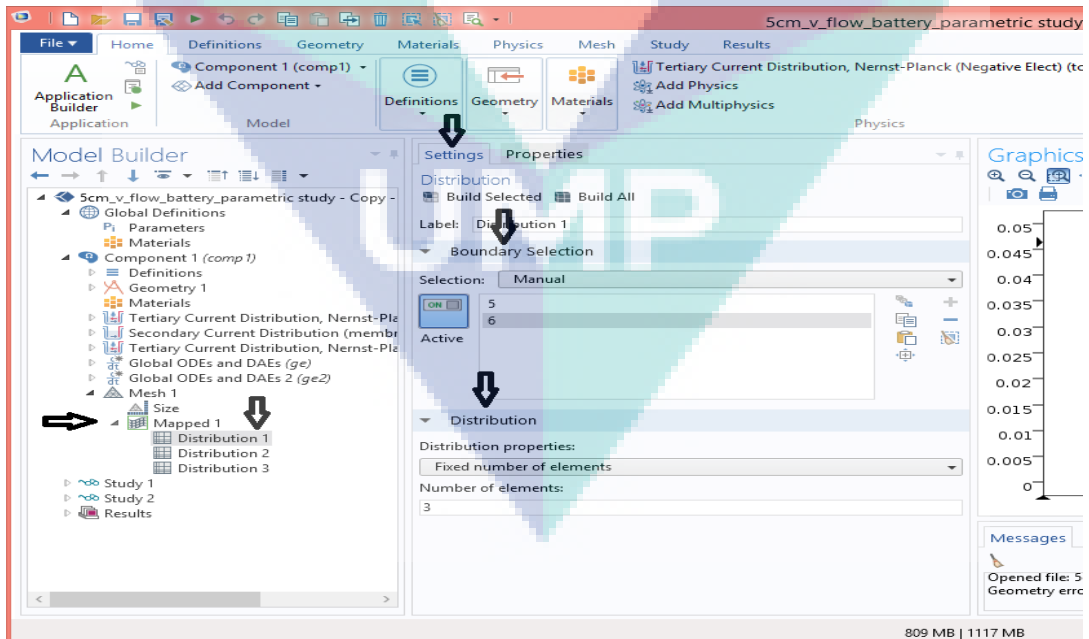 5cm_v_flow_battery_parametric study
File Home Definitions Geometry Materials Physics Mesh Study Results
Application Builder
Component 1 (comp1)
Add Component
Definitions Geometry Materials
Tertiary Current Distribution, Nernst-Planck (Negative Elect) (tc
Add Physics
Add Multiphysics
Application Model Physics
Model Builder
5cm_v_flow_battery_parametric study - Copy -
Global Definitions
Pi Parameters
Materials
Component 1 (comp1)
Definitions
Geometry 1
Materials
Tertiary Current Distribution, Nernst-Pla
Secondary Current Distribution (membr
Tertiary Current Distribution, Nernst-Pla
Global ODEs and DAEs (ge)
Global ODEs and DAEs 2 (ge2)
Mesh 1
Size
Mapped 1
Distribution 1
Distribution 2
Distribution 3
Study 1
Study 2
Results
Settings Properties
Distribution
Build Selected Build All
Label: Distribution 1
Boundary Selection
Selection: Manual
ON
Active
5
6
Distribution
Distribution properties:
Fixed number of elements
Number of elements:
3
Graphics
0.05
0.045
0.04
0.035
0.03
0.025
0.02
0.015
0.01
0.005
0
Messages
Opened file: 5
Geometry erro
809 MB | 1117 MB
UMP